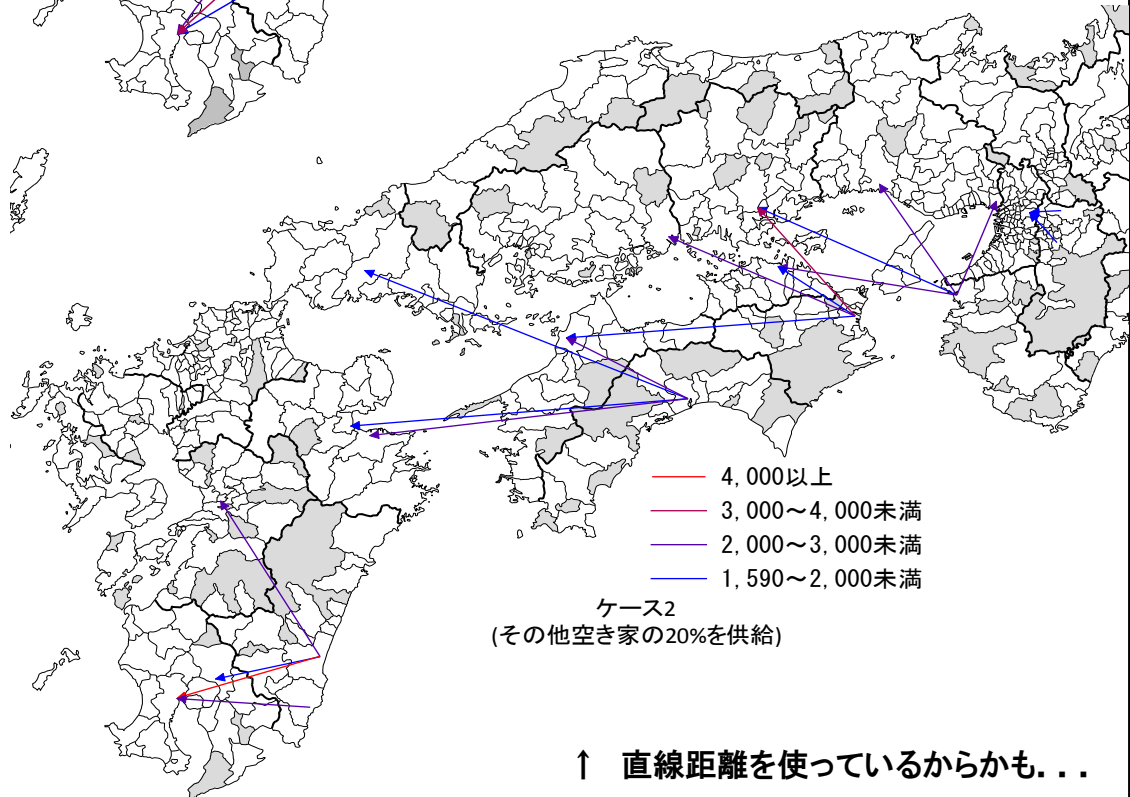 4,000以上
3,000～4,000未満
2,000～3,000未満
1,590～2,000未満
ケース2
(その他空き家の20%を供給)
↑　直線距離を使っているからかも．．．